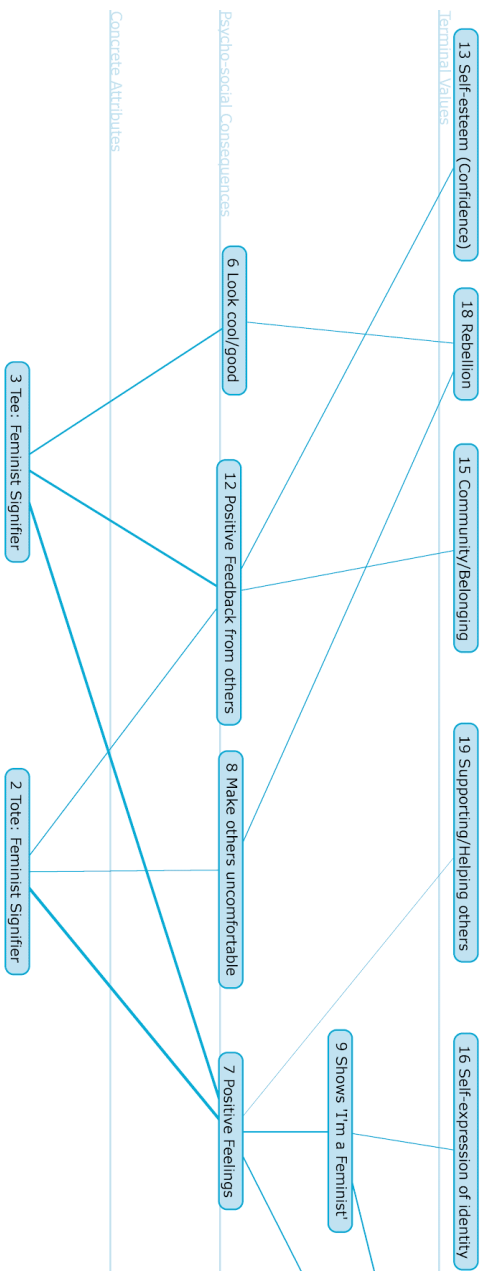 Terminal Values
13 Self-esteem (Confidence)
18 Rebellion
15 Community/Belonging
19 Supporting/Helping others
16 Self-expression of identity
9 Shows 'I'm a Feminist'
Psycho-social Consequences
6 Look cool/good
12 Positive Feedback from others
8 Make others uncomfortable
7 Positive Feelings
Concrete Attributes
3 Tee: Feminist Signifier
2 Tote: Feminist Signifier